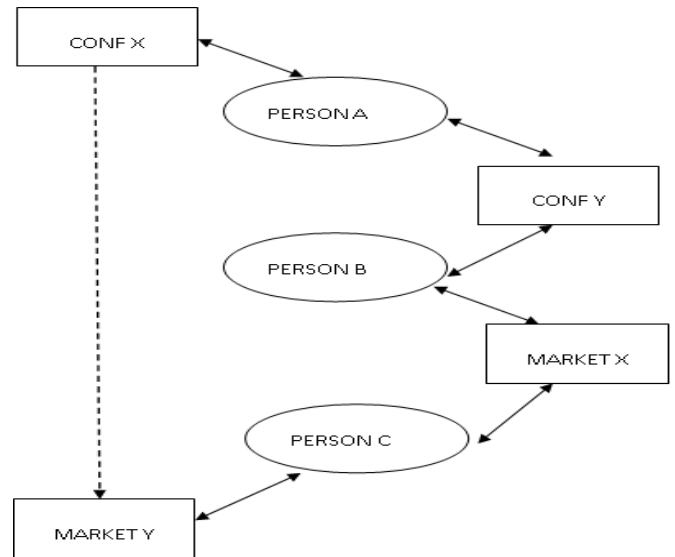 CONF X
PERSON A
CONF Y
PERSON B
MARKET X
PERSON C
MARKET Y